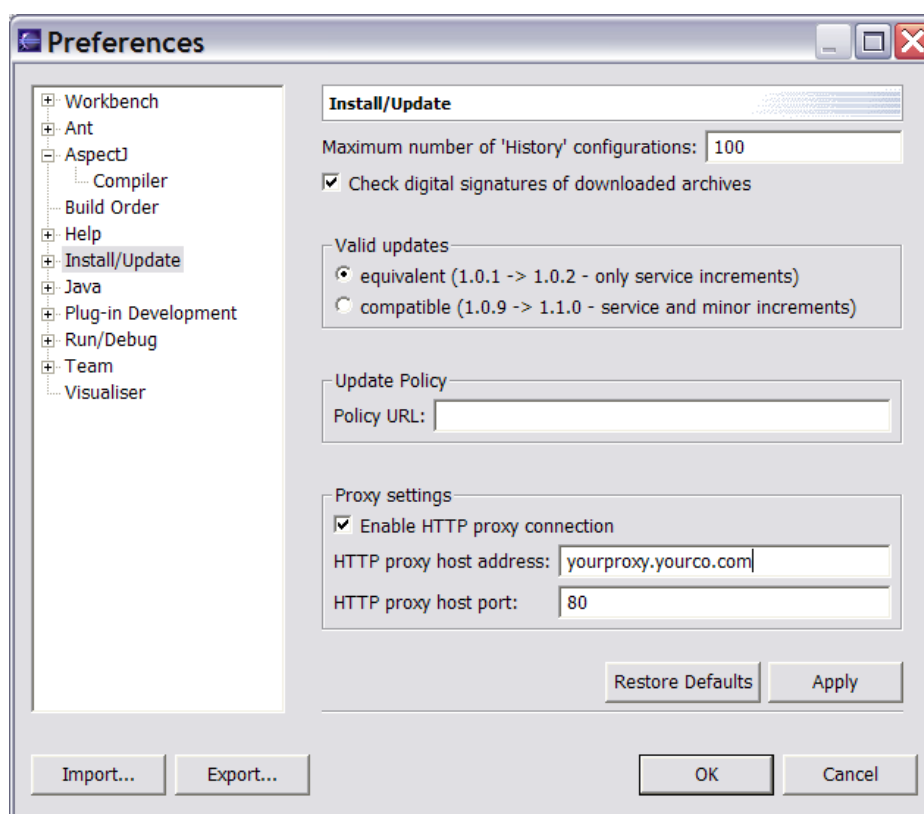 Preferences
Workbench
Ant
AspectJ
Compiler
Build Order
Help
Install/Update
Java
Plug-in Development
Run/Debug
Team
Visualiser
Install/Update
Maximum number of 'History' configurations: 100
Check digital signatures of downloaded archives
Valid updates
equivalent (1.0.1 -> 1.0.2 - only service increments)
compatible (1.0.9 -> 1.1.0 - service and minor increments)
Update Policy
Policy URL:
Proxy settings
Enable HTTP proxy connection
HTTP proxy host address: yourproxy.yourco.com
HTTP proxy host port: 80
Restore Defaults Apply
Import... Export... OK Cancel